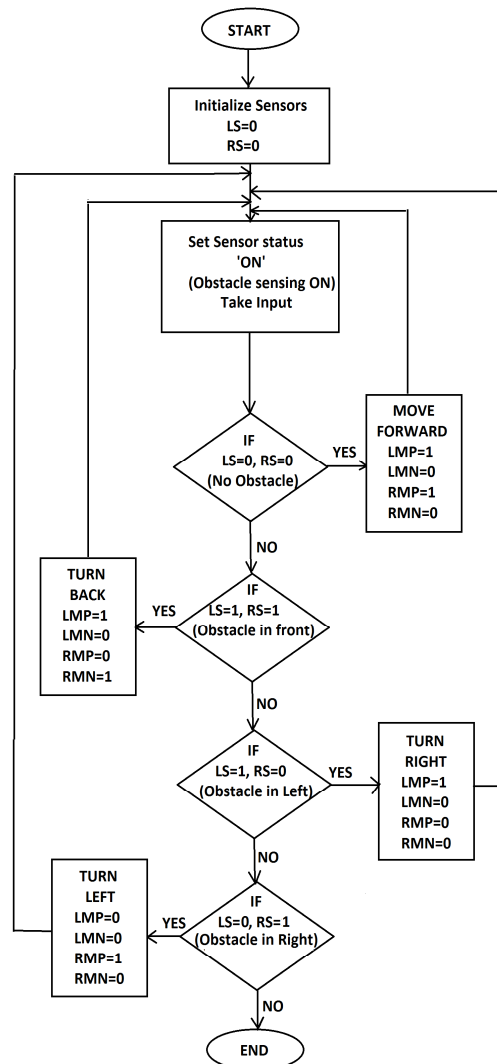 START
Initialize Sensors
LS=0
RS=0
Set Sensor status
'ON'
(Obstacle sensing ON)
Take Input
IF
LS=0, RS=0
(No Obstacle)
YES
MOVE
FORWARD
LMP=1
LMN=0
RMP=1
RMN=0
NO
IF
LS=1, RS=1
(Obstacle in front)
YES
TURN
BACK
LMP=1
LMN=0
RMP=0
RMN=1
NO
IF
LS=1, RS=0
(Obstacle in Left)
YES
TURN
RIGHT
LMP=1
LMN=0
RMP=0
RMN=0
NO
IF
LS=0, RS=1
(Obstacle in Right)
YES
TURN
LEFT
LMP=0
LMN=0
RMP=1
RMN=0
NO
END